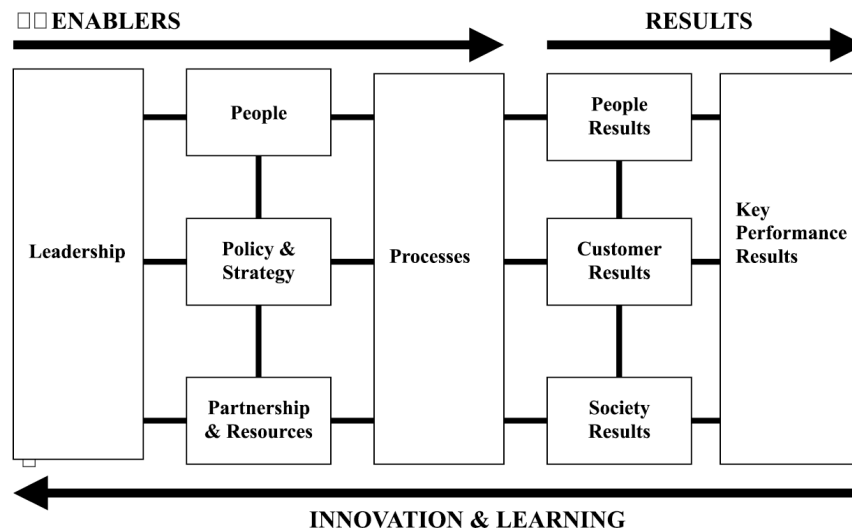 ENABLERS
RESULTS
Leadership
People
Policy &
Strategy
Partnership
& Resources
Processes
People
Results
Customer
Results
Society
Results
Key
Performance
Results
INNOVATION & LEARNING